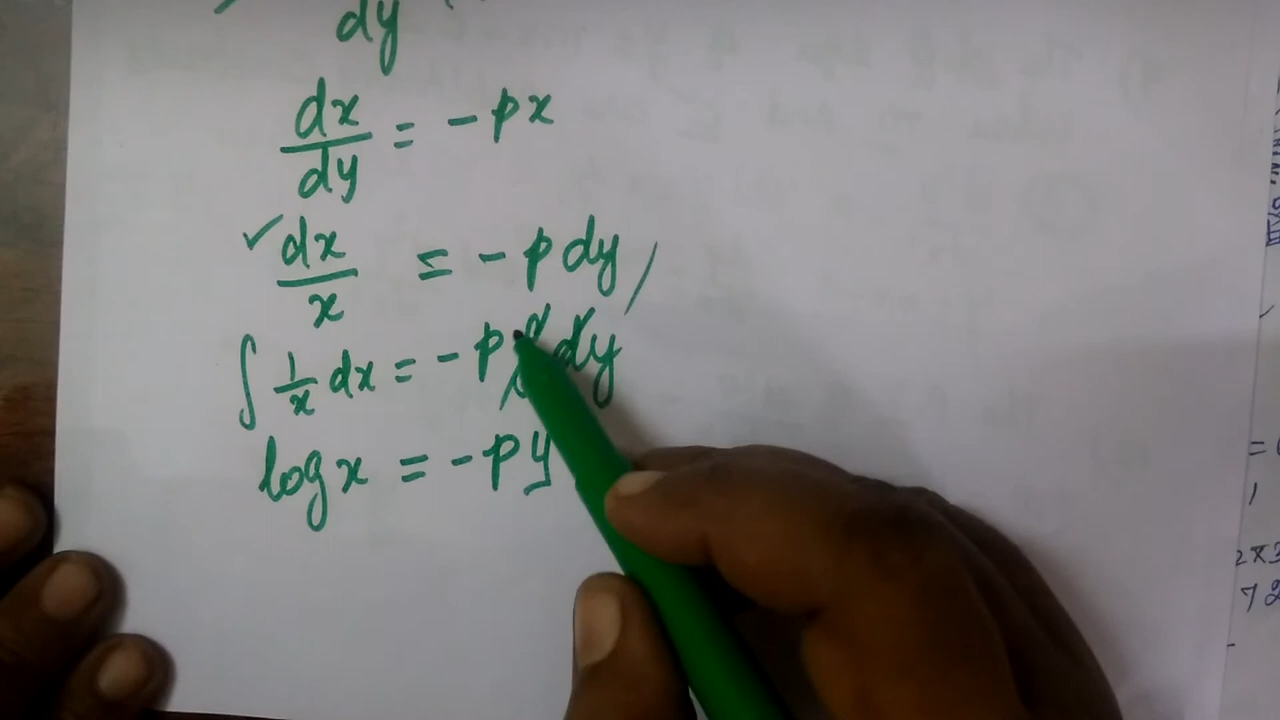 dy
dx/dy = -px
✓ dx/x = -p dy
∫ 1/x dx = -p∫ dy
log x = -py